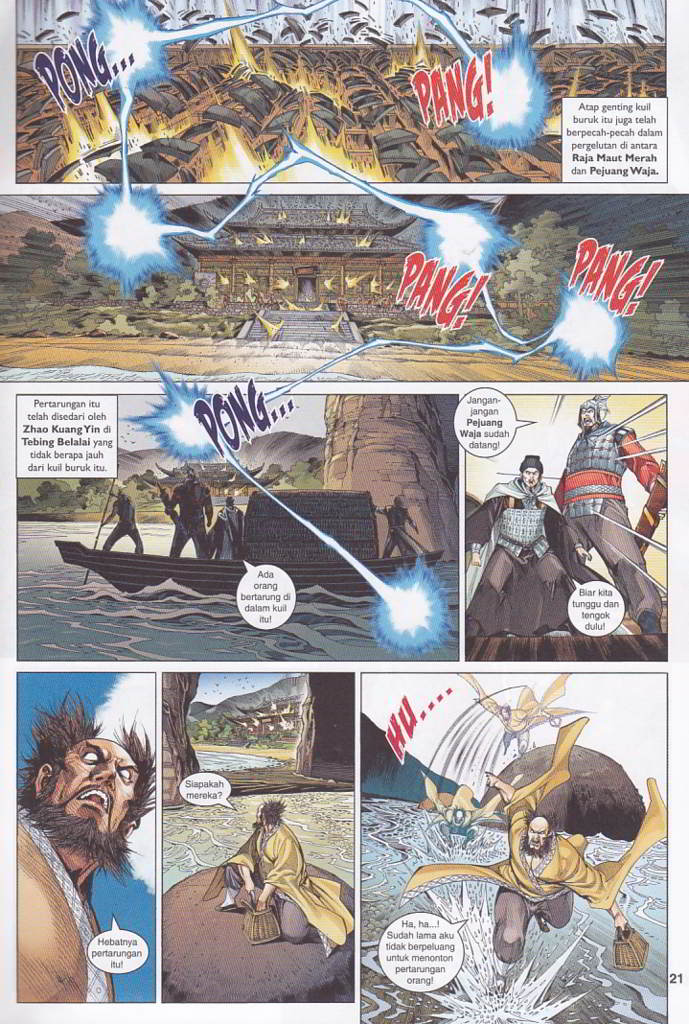 PONG...
PANG!
Atap genting kuil
buruk itu juga telah
berpecah-pecah dalam
pergelutan di antara
Raja Maut Merah
dan Pejuang Waja.
PANG!
PANG!
PONG...
Pertarungan itu
telah disedari oleh
Zhao Kuang Yin di
Tebing Belalai yang
tidak berapa jauh
dari kuil buruk itu.
Ada
orang
bertarung di
dalam kuil
itu!
Jangan-
jangan
Pejuang
Waja sudah
datang!
Biar kita
tunggu dan
tengok
dulu!
Hebatnya
pertarungan
itu!
Siapakah
mereka?
HU....
Ha, ha...!
Sudah lama aku
tidak berpeluang
untuk menonton
pertarungan
orang!
21